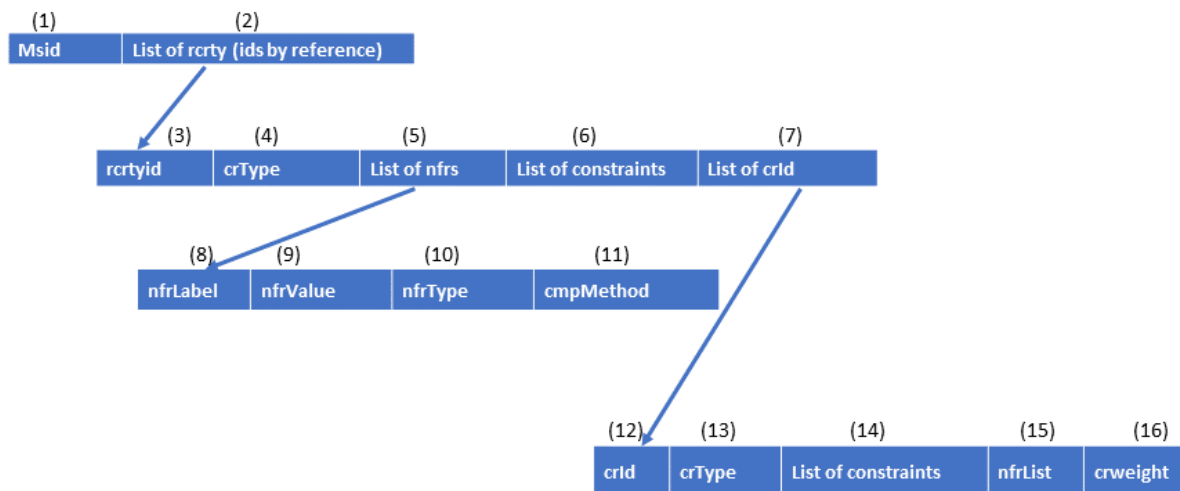 (1) (2)
Msid List of rcrty (ids by reference)
(3) (4) (5) (6) (7)
rcrtyid crType List of nfrs List of constraints List of crId
(8) (9) (10) (11)
nfrLabel nfrValue nfrType cmpMethod
(12) (13) (14) (15) (16)
crId crType List of constraints nfrList crweight